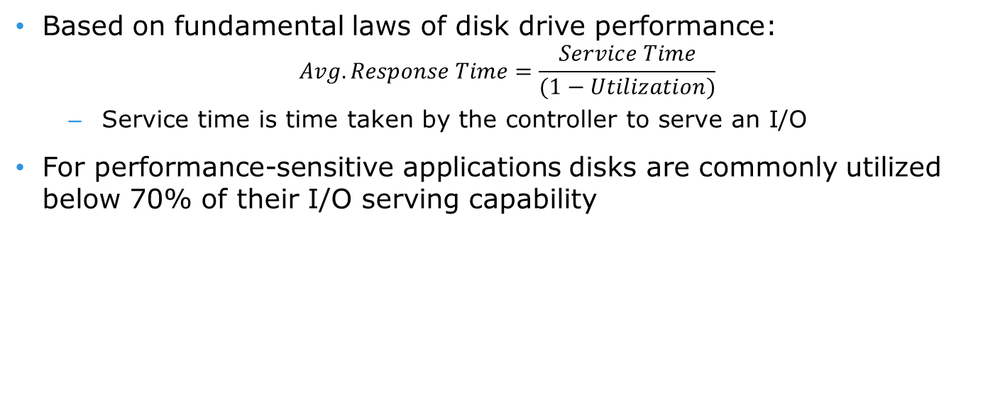 • Based on fundamental laws of disk drive performance:
Avg. Response Time = Service Time / (1 − Utilization)
– Service time is time taken by the controller to serve an I/O
• For performance-sensitive applications disks are commonly utilized
below 70% of their I/O serving capability